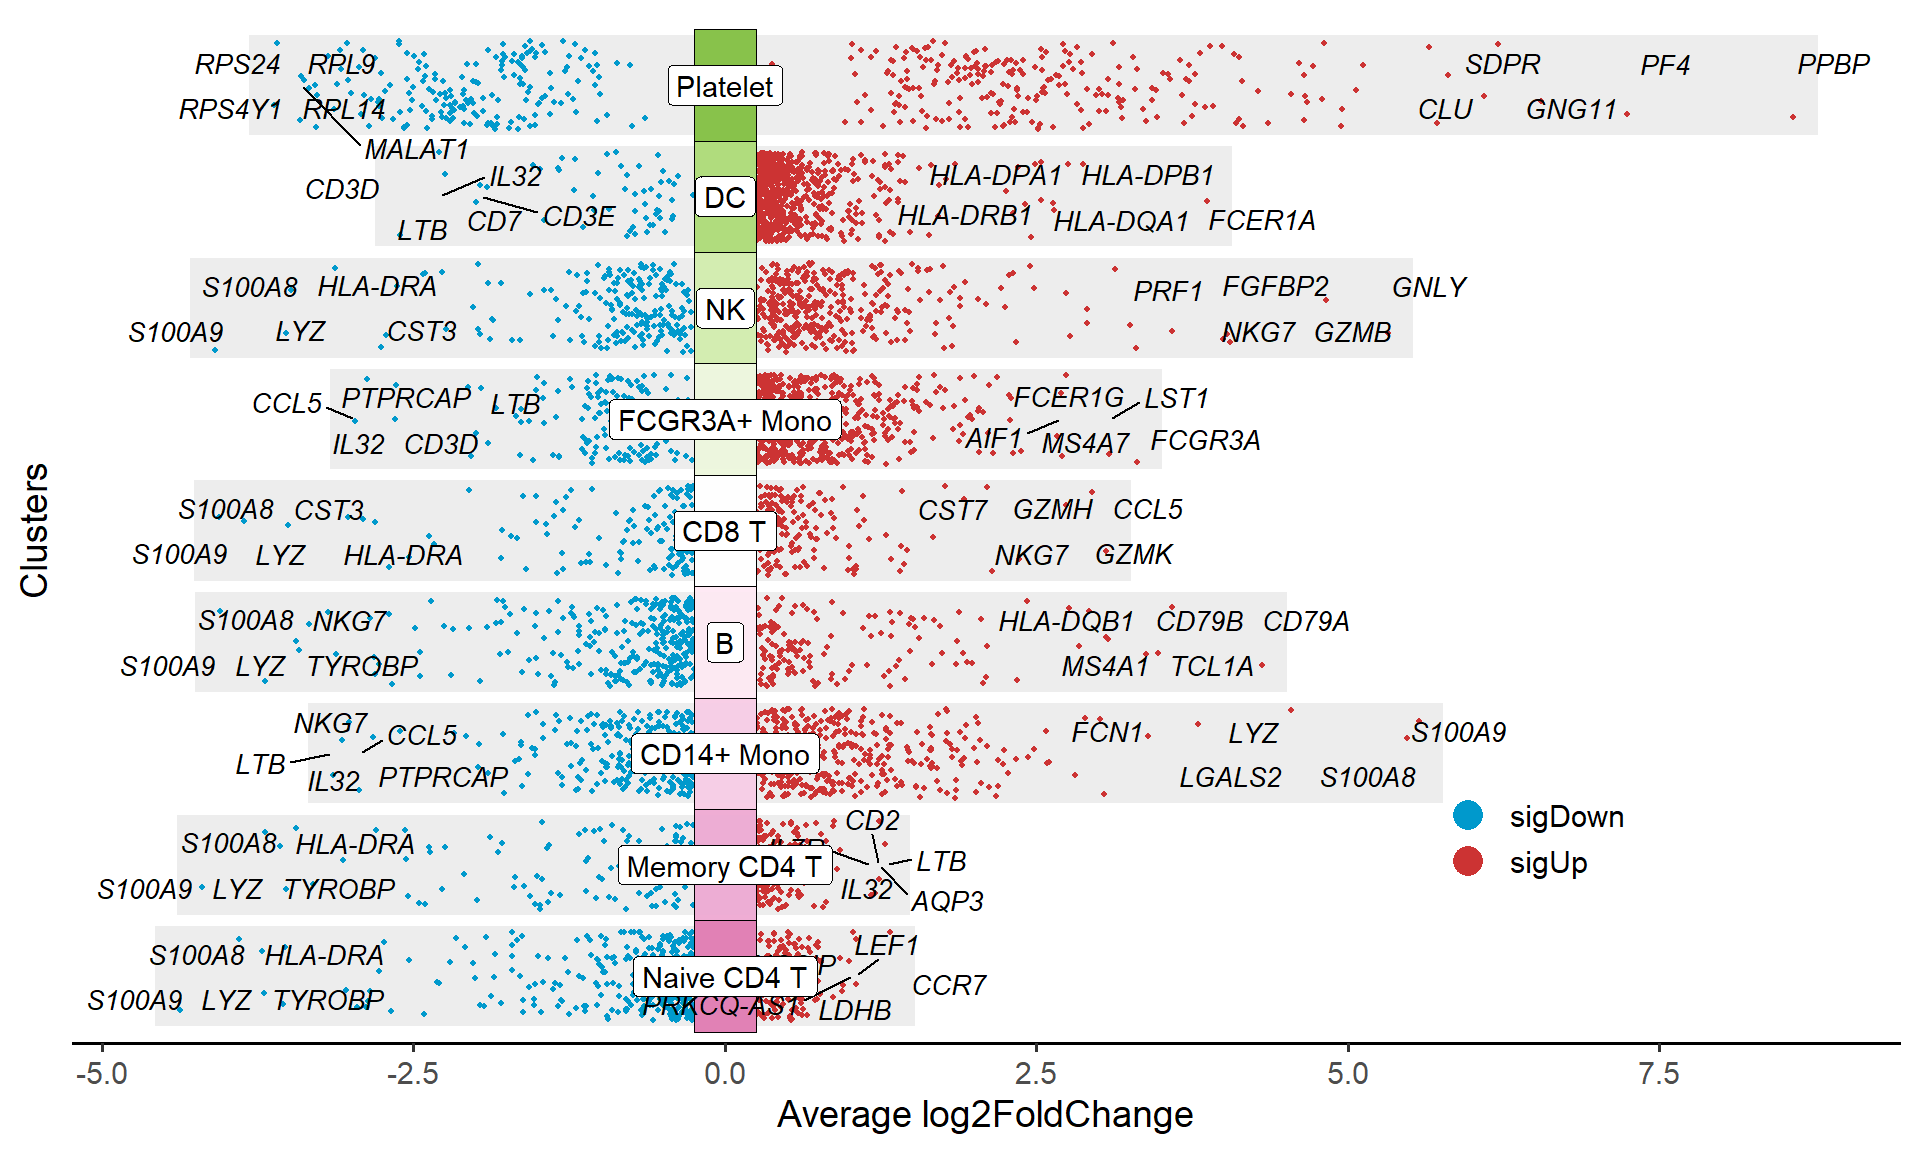 RPS24 RPL9 SDPR PF4 PPBP
Platelet
RPS4Y1 RPL14 CLU GNG11
MALAT1
CD3D IL32 HLA-DPA1 HLA-DPB1
DC
LTB CD7 CD3E HLA-DRB1 HLA-DQA1 FCER1A
S100A8 HLA-DRA PRF1 FGFBP2 GNLY
NK
S100A9 LYZ CST3 NKG7 GZMB
CCL5 PTPRCAP LTB FCER1G LST1
FCGR3A+ Mono
IL32 CD3D AIF1 MS4A7 FCGR3A
S100A8 CST3 CST7 GZMH CCL5
CD8 T
S100A9 LYZ HLA-DRA NKG7 GZMK
S100A8 NKG7 HLA-DQB1 CD79B CD79A
B
S100A9 LYZ TYROBP MS4A1 TCL1A
NKG7 CCL5 FCN1 LYZ S100A9
CD14+ Mono
LTB IL32 PTPRCAP LGALS2 S100A8
CD2
S100A8 HLA-DRA LTB
Memory CD4 T
S100A9 LYZ TYROBP IL32 AQP3
S100A8 HLA-DRA LEF1
Naive CD4 T CCR7
S100A9 LYZ TYROBP PRKCQ-AS1 LDHB
sigDown
sigUp
Clusters
-5.0 -2.5 0.0 2.5 5.0 7.5
Average log2FoldChange